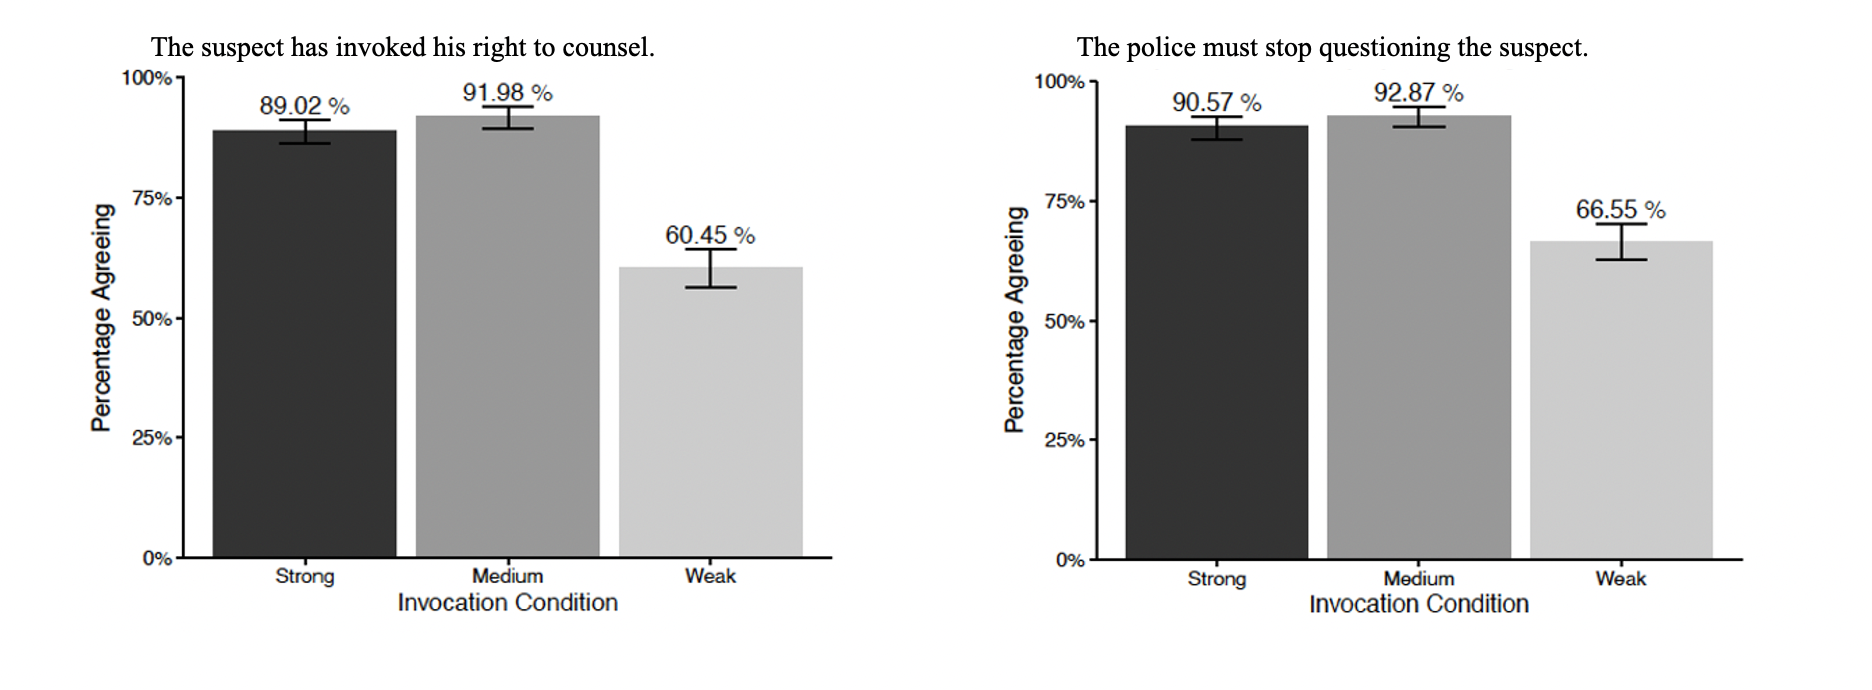 The suspect has invoked his right to counsel.
100%
75%
50%
25%
0%
Percentage Agreeing
89.02 %
91.98 %
60.45 %
Strong
Medium
Weak
Invocation Condition
The police must stop questioning the suspect.
100%
75%
50%
25%
0%
Percentage Agreeing
90.57 %
92.87 %
66.55 %
Strong
Medium
Weak
Invocation Condition